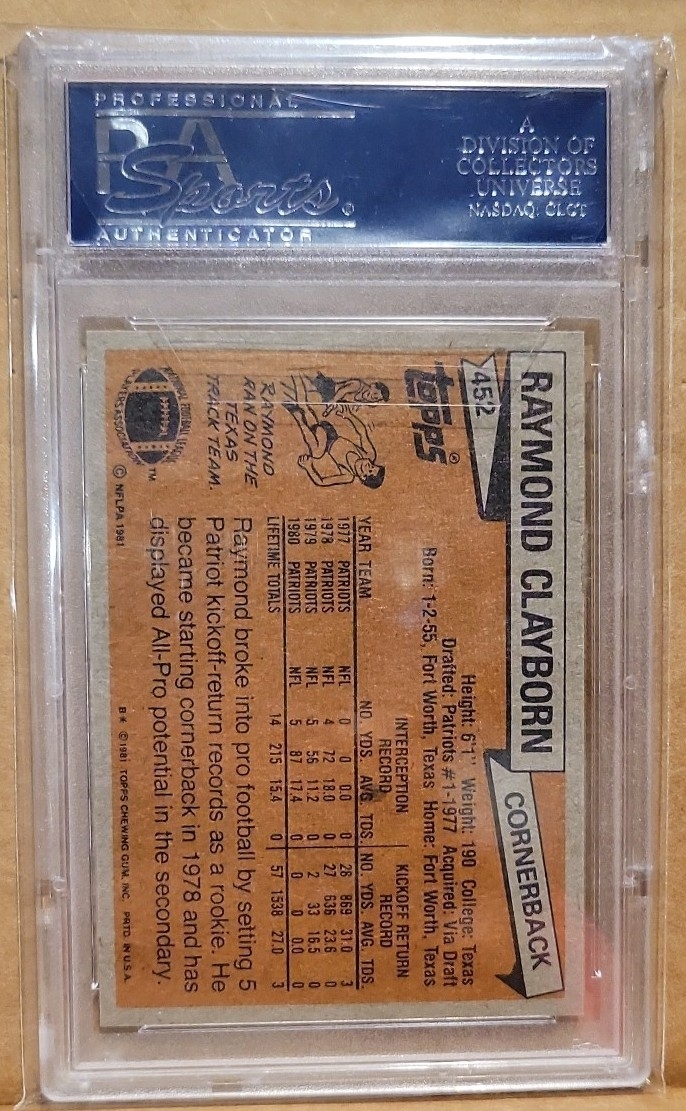 PROFESSIONAL
PSA
Sports®
AUTHENTICATOR
A
DIVISION OF
COLLECTORS
UNIVERSE
NASDAQ: CLCT
452
RAYMOND CLAYBORN
CORNERBACK
topps®
Height: 6'1" Weight: 190 College: Texas
Drafted: Patriots #1-1977 Acquired: Via Draft
Born: 1-2-55, Fort Worth, Texas Home: Fort Worth, Texas
INTERCEPTION RECORD KICKOFF RETURN RECORD
YEAR TEAM NO. YDS. AVG. TDS. NO. YDS. AVG. TDS.
1977 PATRIOTS NFL 0 0 0.0 0 28 869 31.0 3
1978 PATRIOTS NFL 4 72 18.0 0 27 636 23.6 0
1979 PATRIOTS NFL 5 56 11.2 0 2 33 16.5 0
1980 PATRIOTS NFL 5 87 17.4 0 0 0 0.0 0
LIFETIME TOTALS 14 215 15.4 0 57 1538 27.0 3
RAYMOND
RAN ON THE
TEXAS
TRACK TEAM.
Raymond broke into pro football by setting 5
Patriot kickoff-return records as a rookie. He
became starting cornerback in 1978 and has
displayed All-Pro potential in the secondary.
NATIONAL FOOTBALL LEAGUE
PLAYERS ASSOCIATION
TM
© NFLPA 1981
B* © 1981 TOPPS CHEWING GUM, INC. PRTD. IN U.S.A.